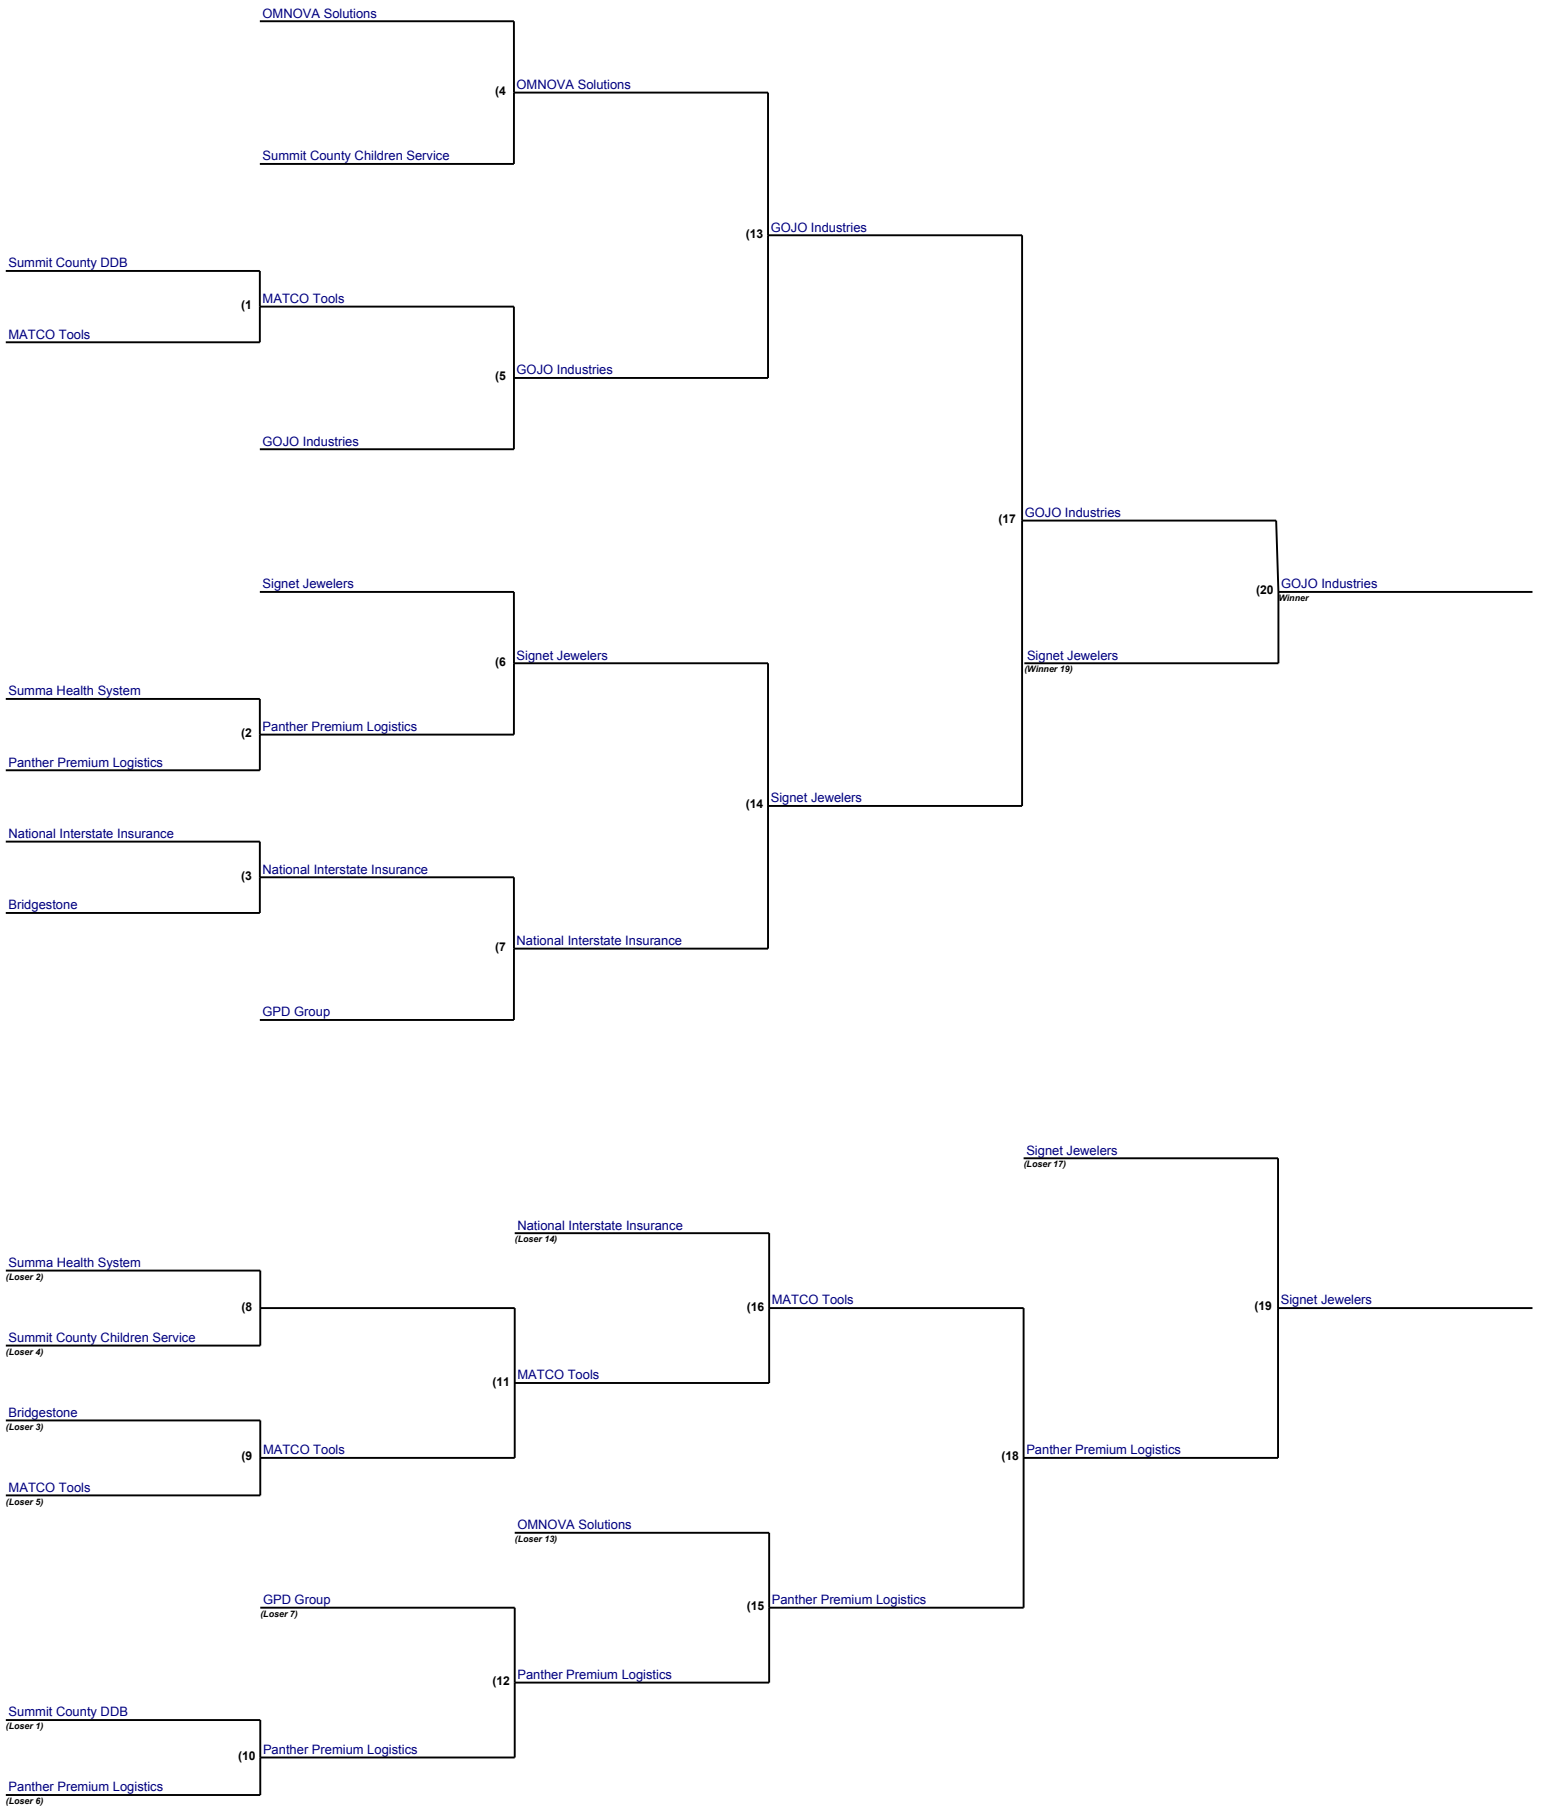 OMNOVA Solutions
(4
OMNOVA Solutions
Summit County Children Service
(13
GOJO Industries
Summit County DDB
(1
MATCO Tools
MATCO Tools
(5
GOJO Industries
GOJO Industries
(17
GOJO Industries
Signet Jewelers
(20
GOJO Industries
Winner
(6
Signet Jewelers
Signet Jewelers
(Winner 19)
Summa Health System
(2
Panther Premium Logistics
Panther Premium Logistics
(14
Signet Jewelers
National Interstate Insurance
(3
National Interstate Insurance
Bridgestone
(7
National Interstate Insurance
GPD Group
Signet Jewelers
(Loser 17)
National Interstate Insurance
(Loser 14)
Summa Health System
(Loser 2)
(8
(16
MATCO Tools
(19
Signet Jewelers
Summit County Children Service
(Loser 4)
(11
MATCO Tools
Bridgestone
(Loser 3)
(9
MATCO Tools
(18
Panther Premium Logistics
MATCO Tools
(Loser 5)
OMNOVA Solutions
(Loser 13)
GPD Group
(Loser 7)
(15
Panther Premium Logistics
(12
Panther Premium Logistics
Summit County DDB
(Loser 1)
(10
Panther Premium Logistics
Panther Premium Logistics
(Loser 6)